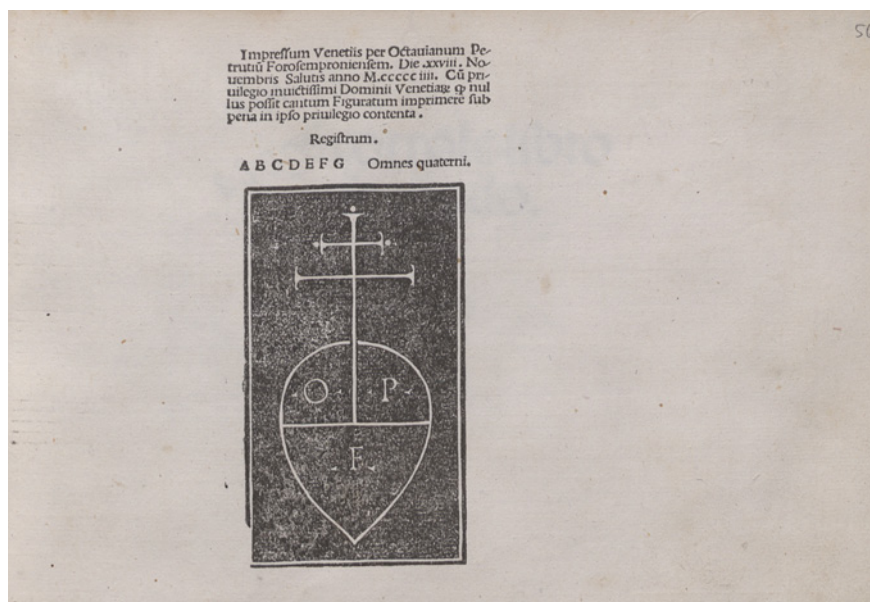 Impreſſum Venetiis per Octauianum Pe⸗
trutiū Foroſempronienſem. Die .xxviii. No⸗
uembris Salutis anno M.ccccc iiii. Cū pri⸗
uilegio inuictiſſimi Dominii Venetiaꝝ ꝙ nul
lus poſſit cantum Figuratum imprimere ſub
pena in ipſo priuilegio contenta .
Regiſtrum .
A B C D E F G Omnes quaterni.
O P
F